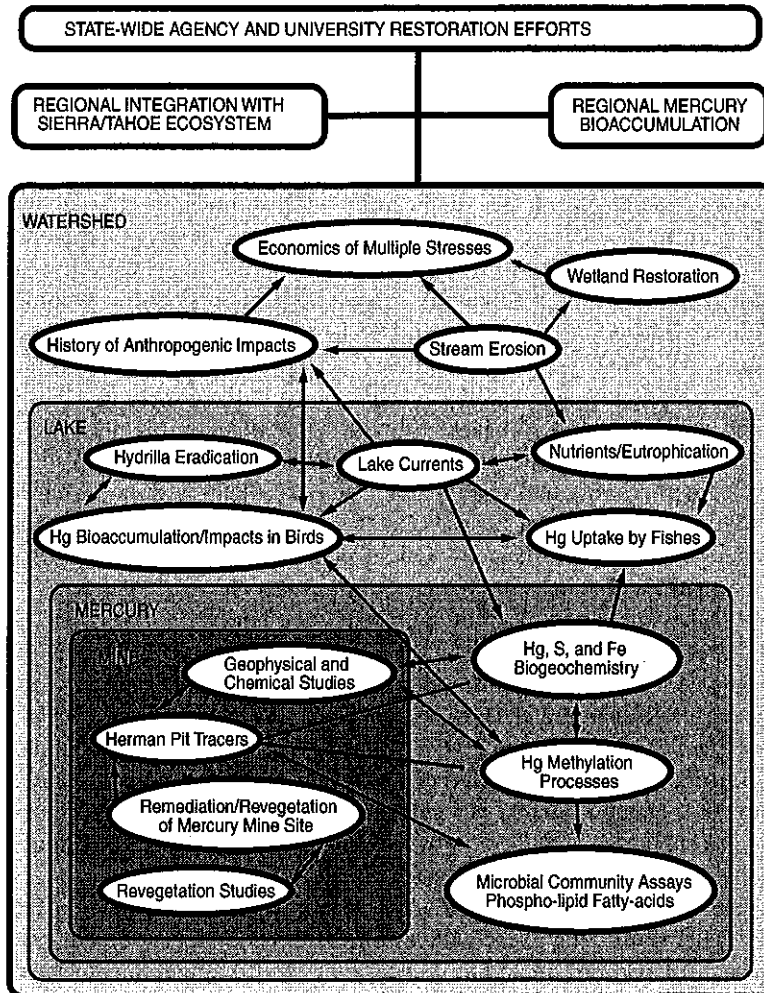 STATE-WIDE AGENCY AND UNIVERSITY RESTORATION EFFORTS
REGIONAL INTEGRATION WITH
SIERRA/TAHOE ECOSYSTEM
REGIONAL MERCURY
BIOACCUMULATION
WATERSHED
Economics of Multiple Stresses
Wetland Restoration
History of Anthropogenic Impacts
Stream Erosion
LAKE
Hydrilla Eradication
Lake Currents
Nutrients/Eutrophication
Hg Bioaccumulation/Impacts in Birds
Hg Uptake by Fishes
MERCURY
MINE
Geophysical and
Chemical Studies
Hg, S, and Fe
Biogeochemistry
Herman Pit Tracers
Hg Methylation
Processes
Remediation/Revegetation
of Mercury Mine Site
Revegetation Studies
Microbial Community Assays
Phospho-lipid Fatty-acids